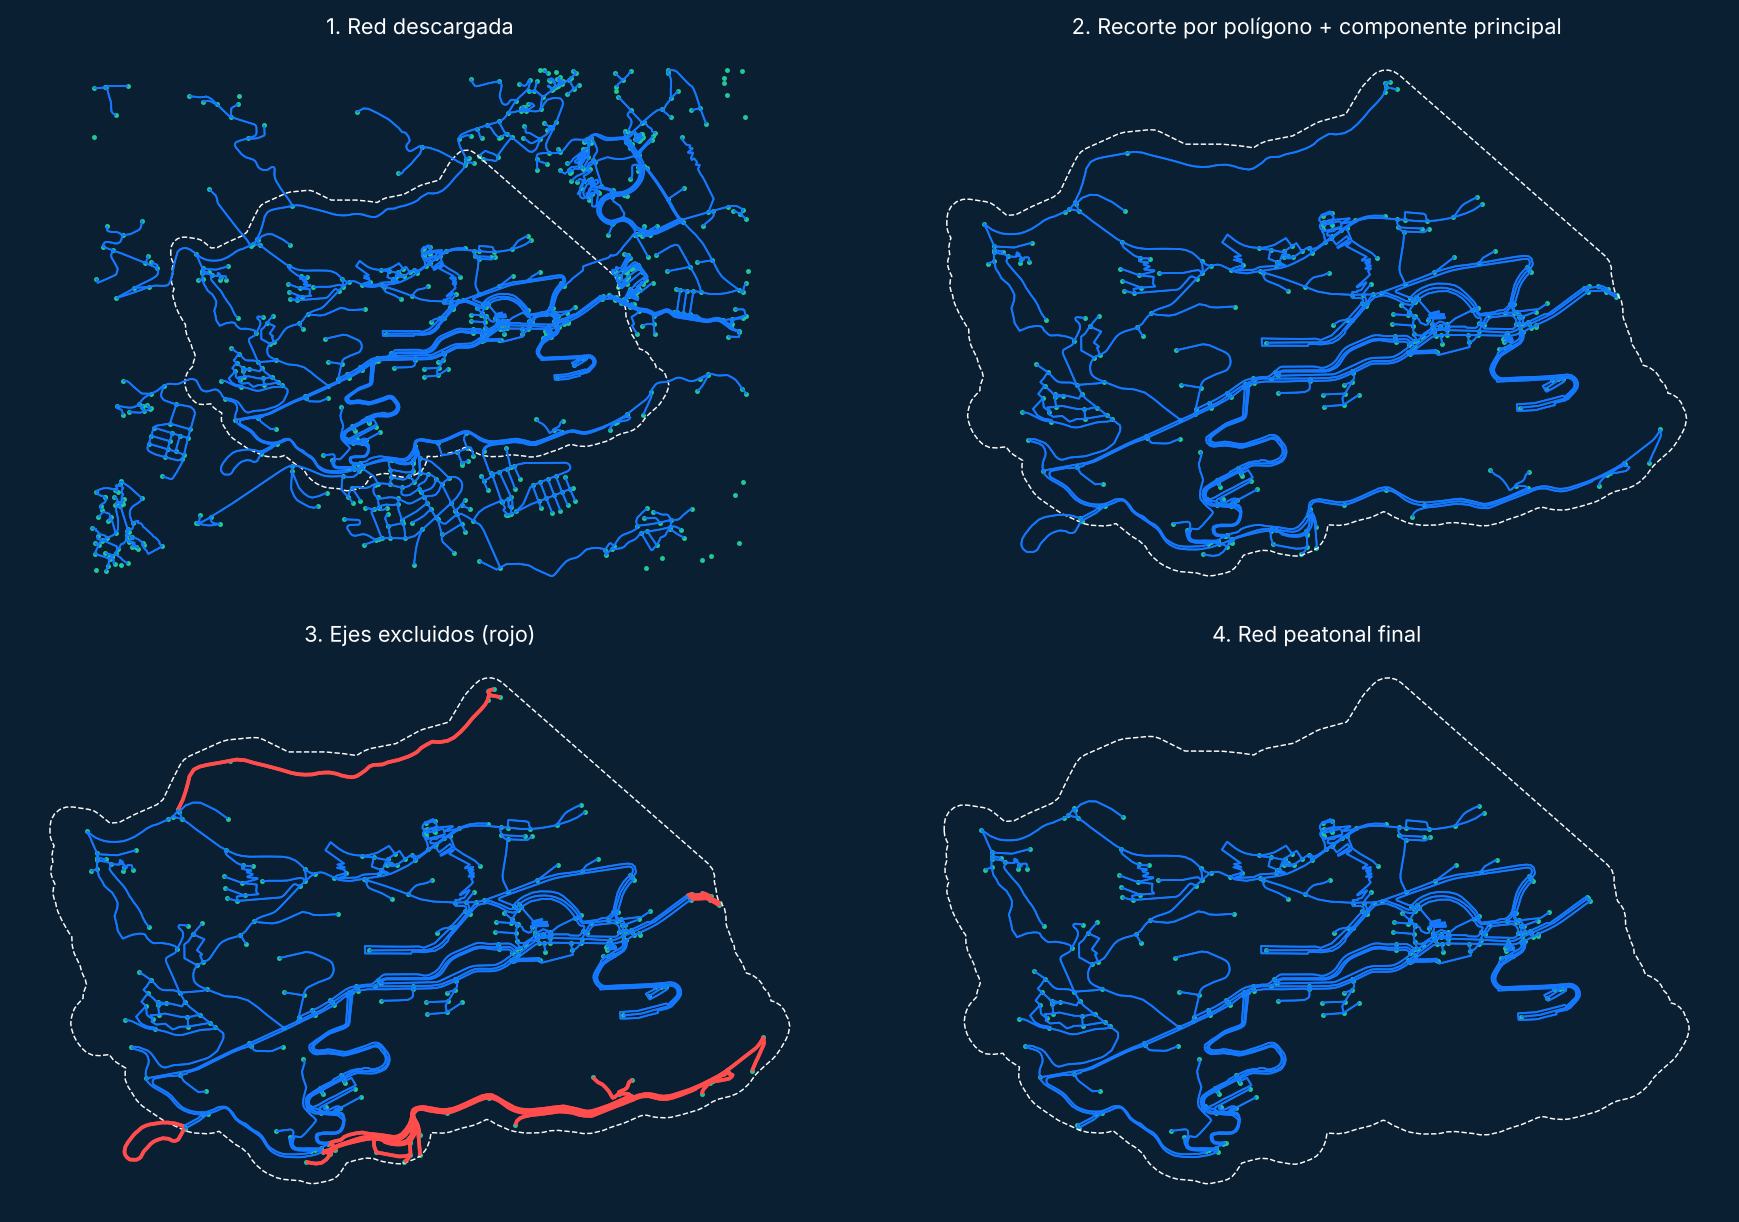 1. Red descargada
2. Recorte por polígono + componente principal
3. Ejes excluidos (rojo)
4. Red peatonal final